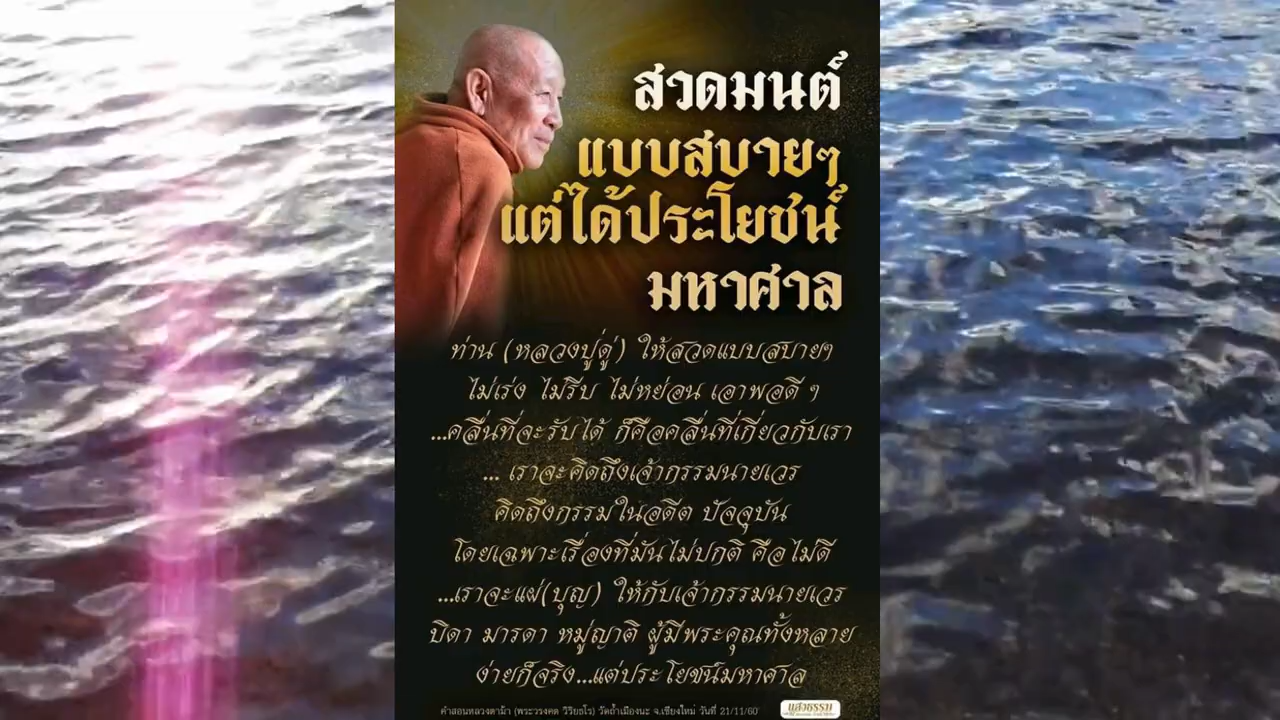 สวดมนต์
แบบสบายๆ
แต่ได้ประโยชน์
มหาศาล
ท่าน (หลวงปู่ดู่) ให้สวดแบบสบายๆ
ไม่เร่ง ไม่รีบ ไม่หย่อน เอาพอดี ๆ
...คลื่นที่จะรับได้ ก็คือคลื่นที่เกี่ยวกับเรา
... เราจะคิดถึงเจ้ากรรมนายเวร
คิดถึงกรรมในอดีต ปัจจุบัน
โดยเฉพาะเรื่องที่มันไม่ปกติ คือ ไม่ดี
...เราจะแผ่(บุญ) ให้กับเจ้ากรรมนายเวร
บิดา มารดา หมู่ญาติ ผู้มีพระคุณทั้งหลาย
ง่ายก็จริง...แต่ประโยชน์มหาศาล
คำสอนหลวงตาม้า (พระวรงคต วิริยธโร) วัดถ้ำเมืองนะ จ.เชียงใหม่ วันที่ 21/11/60
แสงธรรม